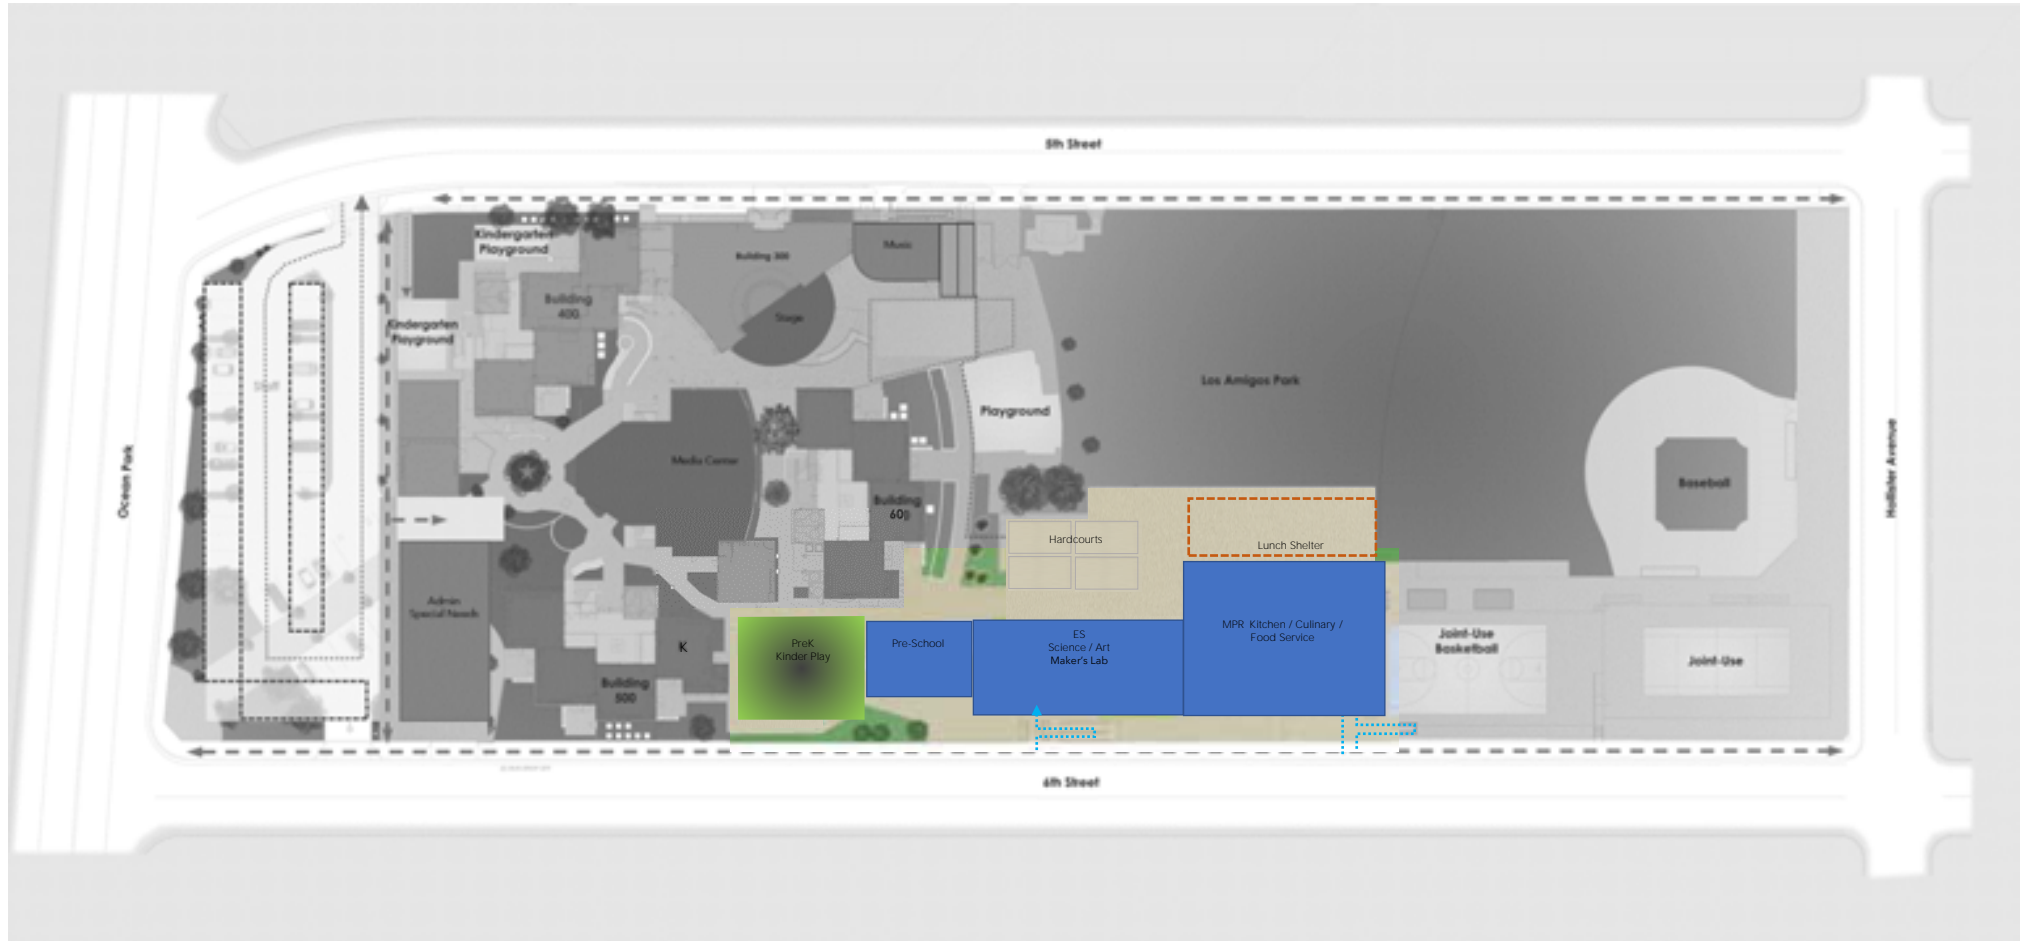 5th Street
Kindergarten
Playground
Music
Building 300
Building
400
Stage
Kindergarten
Playground
Staff
Los Amigos Park
Playground
Ocean Park
Media Center
Hollister Avenue
Baseball
Building
600
Hardcourts
Lunch Shelter
Admin
Special Needs
K
PreK
Kinder Play
Pre-School
ES
Science / Art
Maker's Lab
MPR Kitchen / Culinary /
Food Service
Joint-Use
Basketball
Joint-Use
Building
500
6th Street